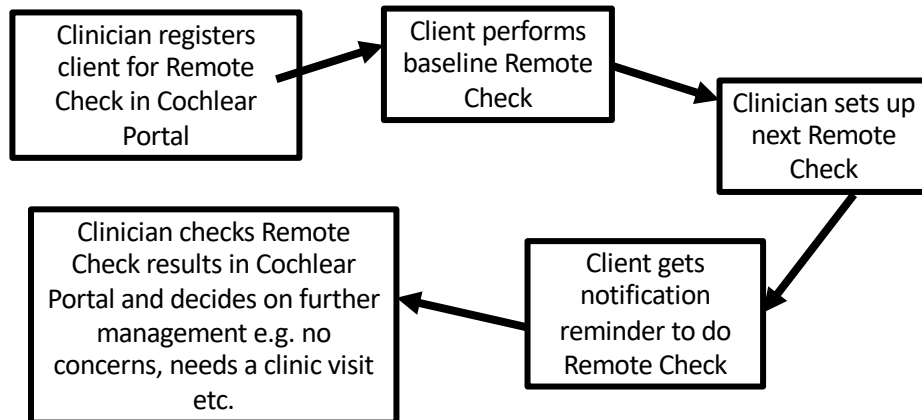 Clinician registers
client for Remote
Check in Cochlear
Portal
Client performs
baseline Remote
Check
Clinician sets up
next Remote
Check
Client gets
notification
reminder to do
Remote Check
Clinician checks Remote
Check results in Cochlear
Portal and decides on further
management e.g. no
concerns, needs a clinic visit
etc.